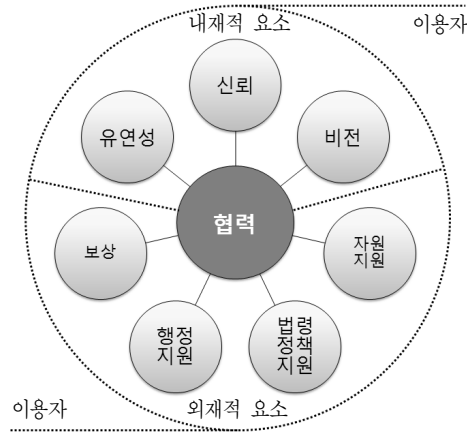 내재적 요소
이용자
신뢰
유연성
비전
협력
보상
자원
지원
행정
지원
법령
정책
지원
이용자
외재적 요소